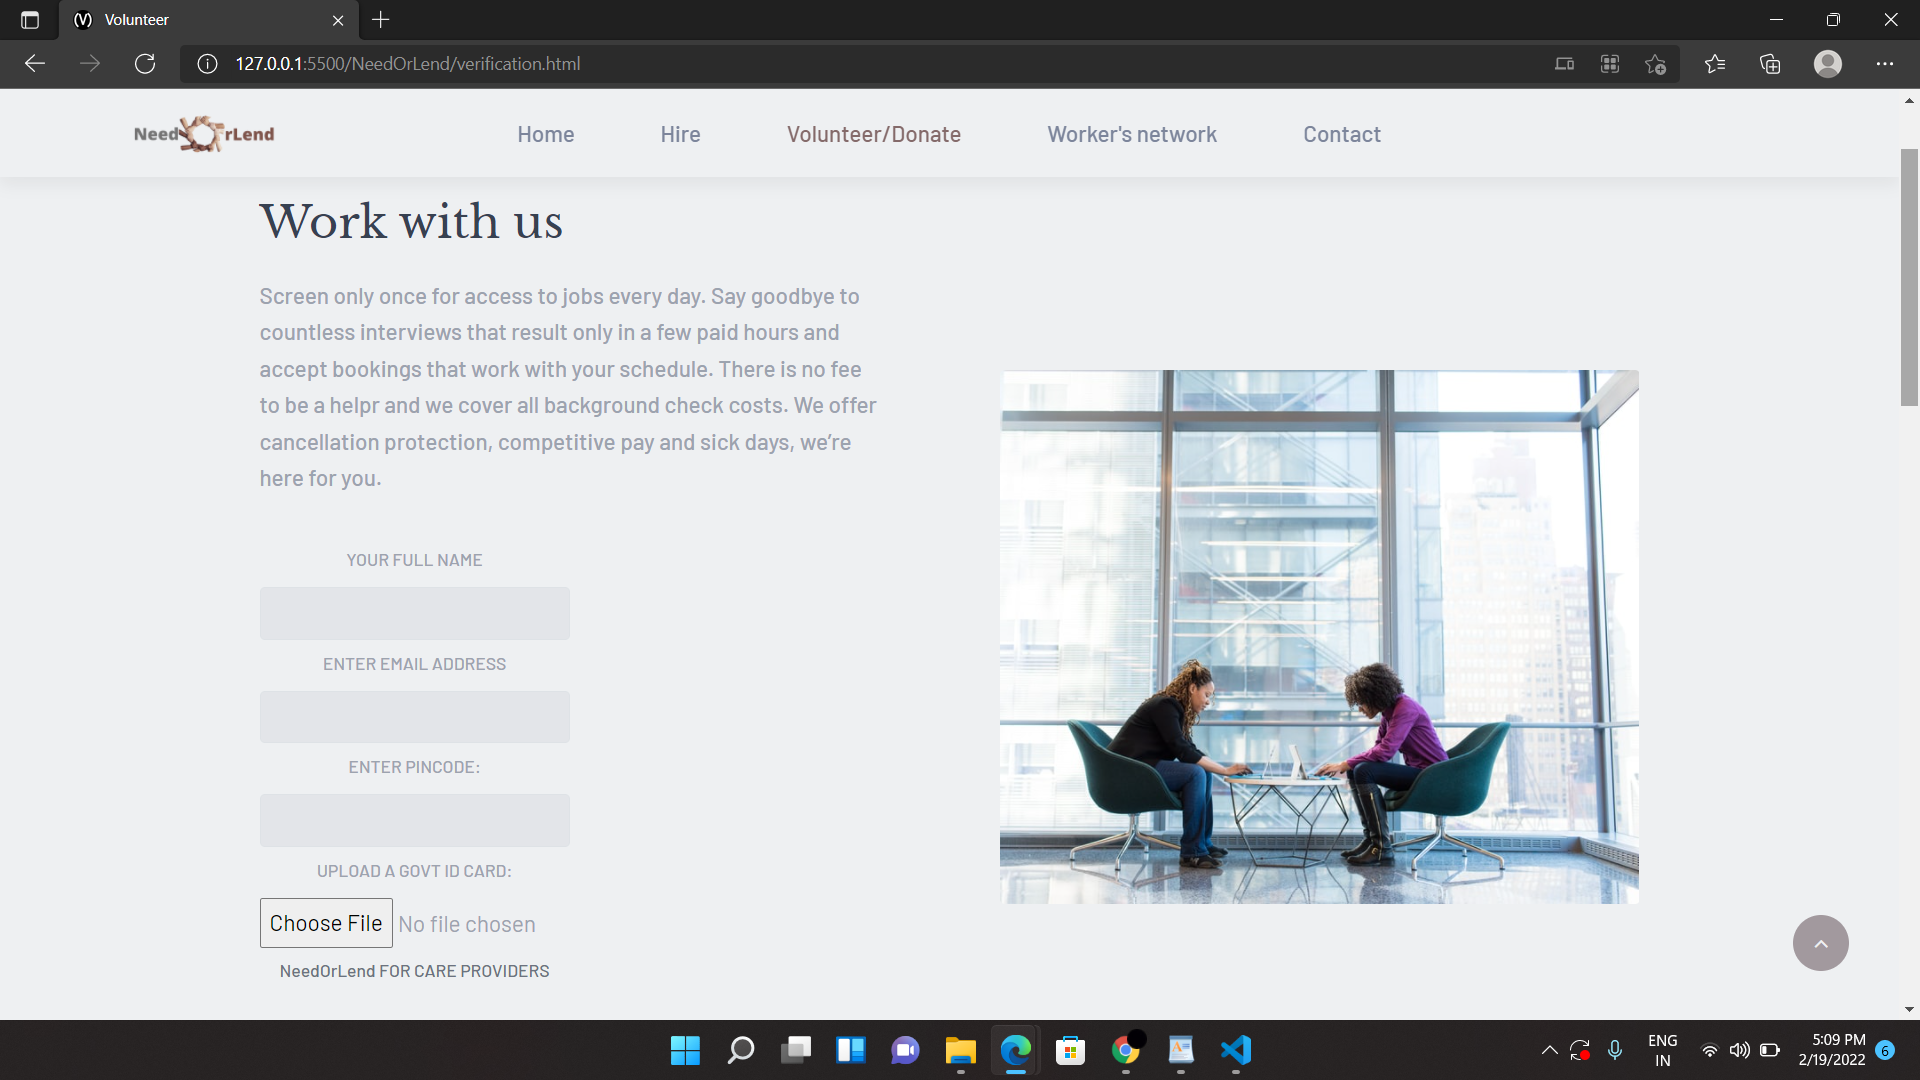 Volunteer
127.0.0.1:5500/NeedOrLend/verification.html
Need OrLend
Home
Hire
Volunteer/Donate
Worker's network
Contact
Work with us
Screen only once for access to jobs every day. Say goodbye to
countless interviews that result only in a few paid hours and
accept bookings that work with your schedule. There is no fee
to be a helpr and we cover all background check costs. We offer
cancellation protection, competitive pay and sick days, we’re
here for you.
YOUR FULL NAME
ENTER EMAIL ADDRESS
ENTER PINCODE:
UPLOAD A GOVT ID CARD:
Choose File No file chosen
NeedOrLend FOR CARE PROVIDERS
ENG
IN
5:09 PM
2/19/2022
6